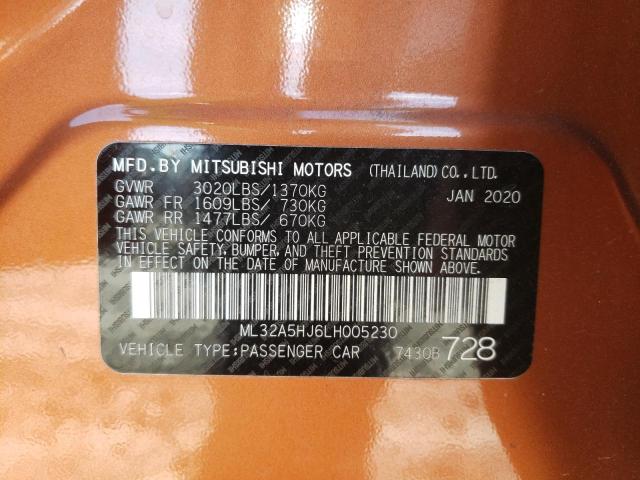 MFD.BY MITSUBISHI MOTORS (THAILAND) CO., LTD.
GVWR 3020LBS/1370KG JAN 2020
GAWR FR 1609LBS/ 730KG
GAWR RR 1477LBS/ 670KG
THIS VEHICLE CONFORMS TO ALL APPLICABLE FEDERAL MOTOR
VEHICLE SAFETY, BUMPER, AND THEFT PREVENTION STANDARDS
IN EFFECT ON THE DATE OF MANUFACTURE SHOWN ABOVE.
ML32A5HJ6LH005230
VEHICLE TYPE:PASSENGER CAR 7430B 728